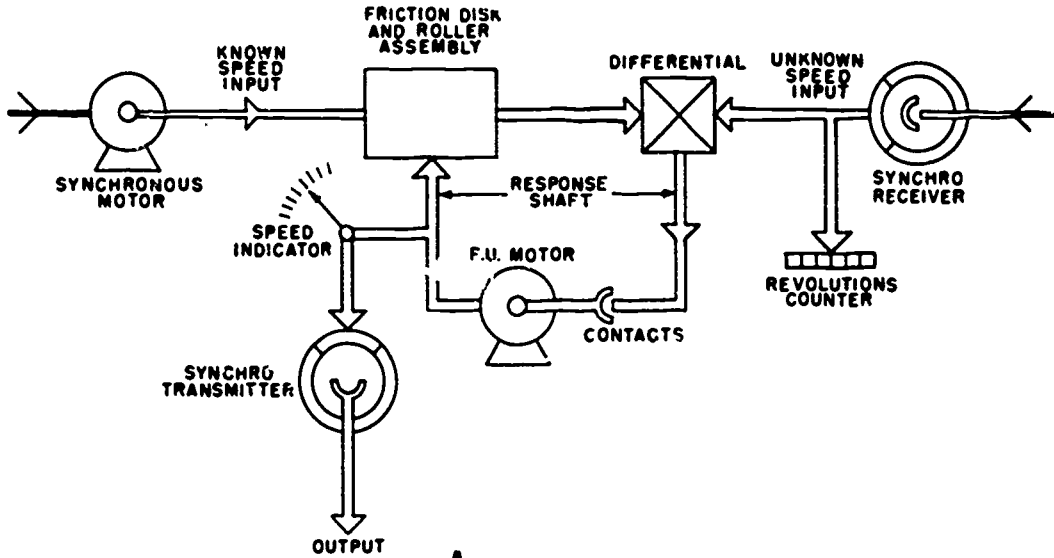 FRICTION DISK
AND ROLLER
ASSEMBLY
KNOWN
SPEED
INPUT
DIFFERENTIAL
UNKNOWN
SPEED
INPUT
SYNCHRONOUS
MOTOR
RESPONSE
SHAFT
SYNCHRO
RECEIVER
SPEED
INDICATOR
F.U. MOTOR
REVOLUTIONS
COUNTER
CONTACTS
SYNCHRO
TRANSMITTER
OUTPUT
A